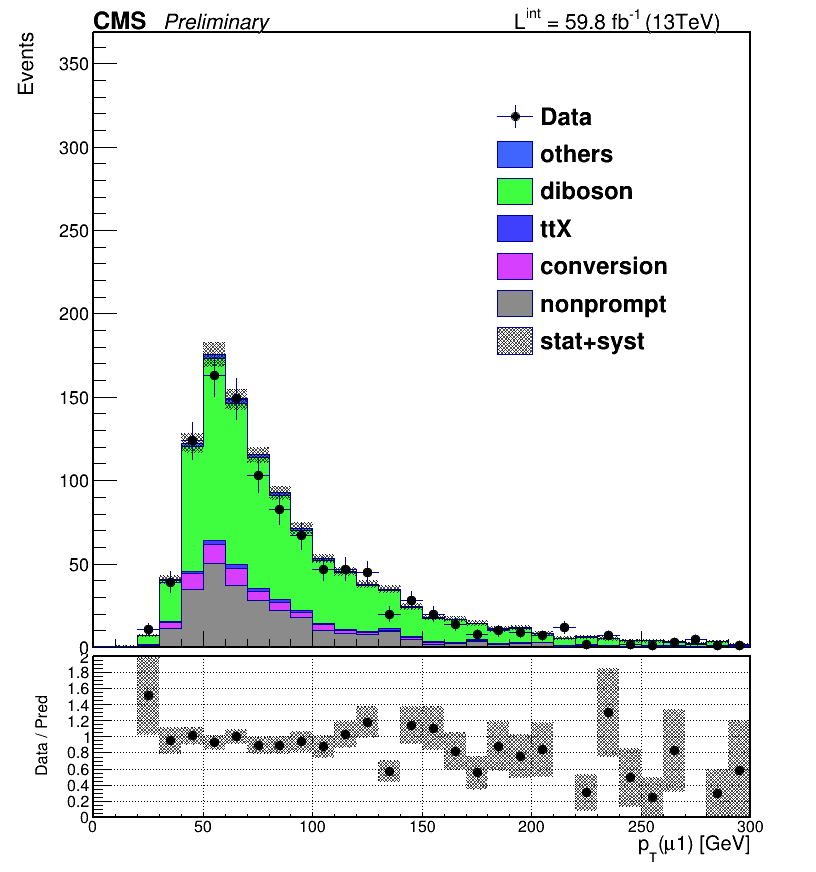 CMS Preliminary L^int = 59.8 fb^-1 (13TeV)
Events
350
300
250
200
150
100
50
0
Data
others
diboson
ttX
conversion
nonprompt
stat+syst
Data / Pred
2
1.8
1.6
1.4
1.2
1
0.8
0.6
0.4
0.2
0
0 50 100 150 200 250 300
p_T(μ1) [GeV]